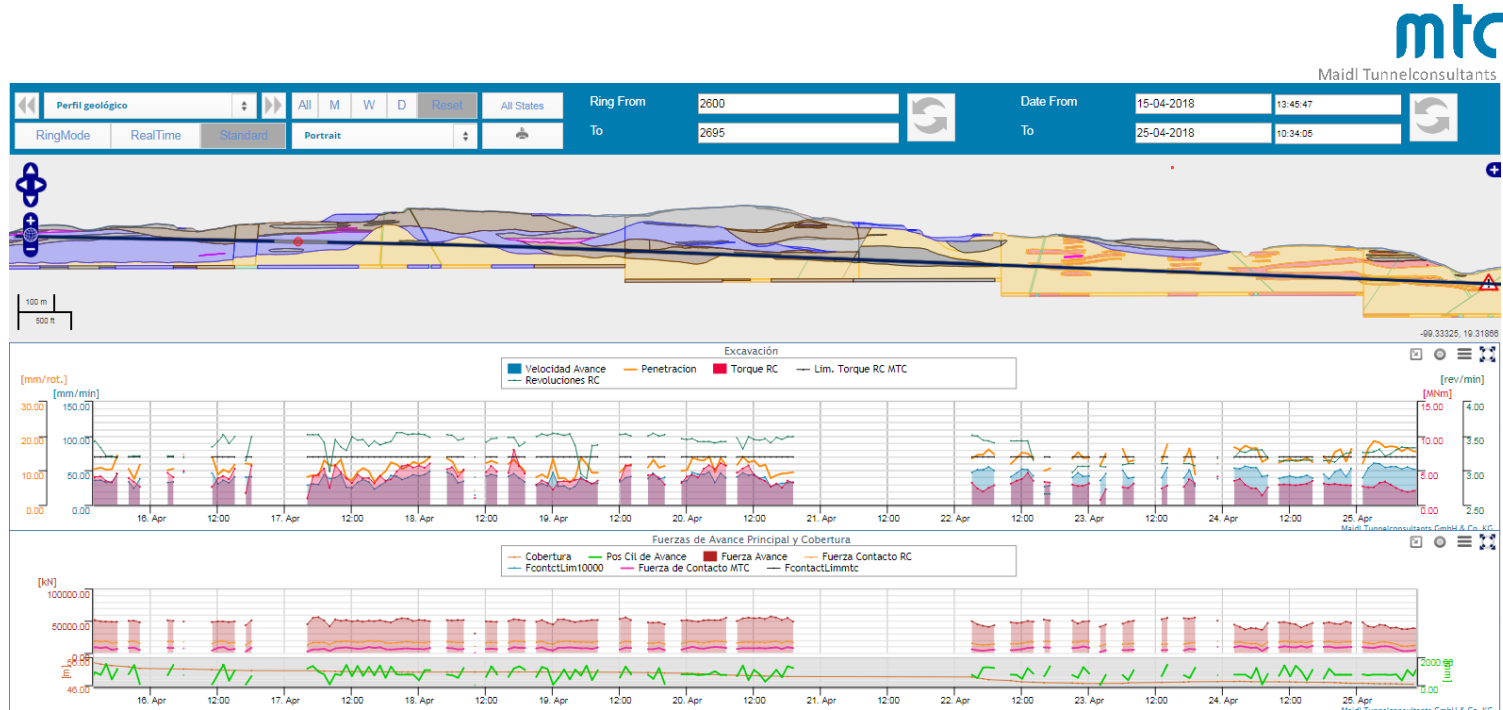 mtc
Maidl Tunnelconsultants
Perfil geológico
All M W D Reset
All States
Ring From 2600
Date From 15-04-2018 13:45:47
RingMode RealTime Standard
Portrait
To 2695
To 25-04-2018 10:34:05
100 m
500 ft
-99.33325, 19.31866
Excavación
Velocidad Avance Penetracion Torque RC Lim. Torque RC MTC
Revoluciones RC
[mm/rot.] [rev/min]
[mm/min] [MNm]
30.00 150.00 15.00 4.00
20.00 100.00 10.00 3.50
10.00 50.00 5.00 3.00
0.00 0.00 0.00 2.50
16. Apr 12:00 17. Apr 12:00 18. Apr 12:00 19. Apr 12:00 20. Apr 12:00 21. Apr 12:00 22. Apr 12:00 23. Apr 12:00 24. Apr 12:00 25. Apr
Maidl Tunnelconsultants GmbH & Co. KG
Fuerzas de Avance Principal y Cobertura
Cobertura Pos Cil de Avance Fuerza Avance Fuerza Contacto RC
FcontctLim10000 Fuerza de Contacto MTC FcontactLimmtc
[kN]
100000.00
50000.00
[m] 2000.00
46.00 0.00
16. Apr 12:00 17. Apr 12:00 18. Apr 12:00 19. Apr 12:00 20. Apr 12:00 21. Apr 12:00 22. Apr 12:00 23. Apr 12:00 24. Apr 12:00 25. Apr
Maidl Tunnelconsultants GmbH & Co. KG